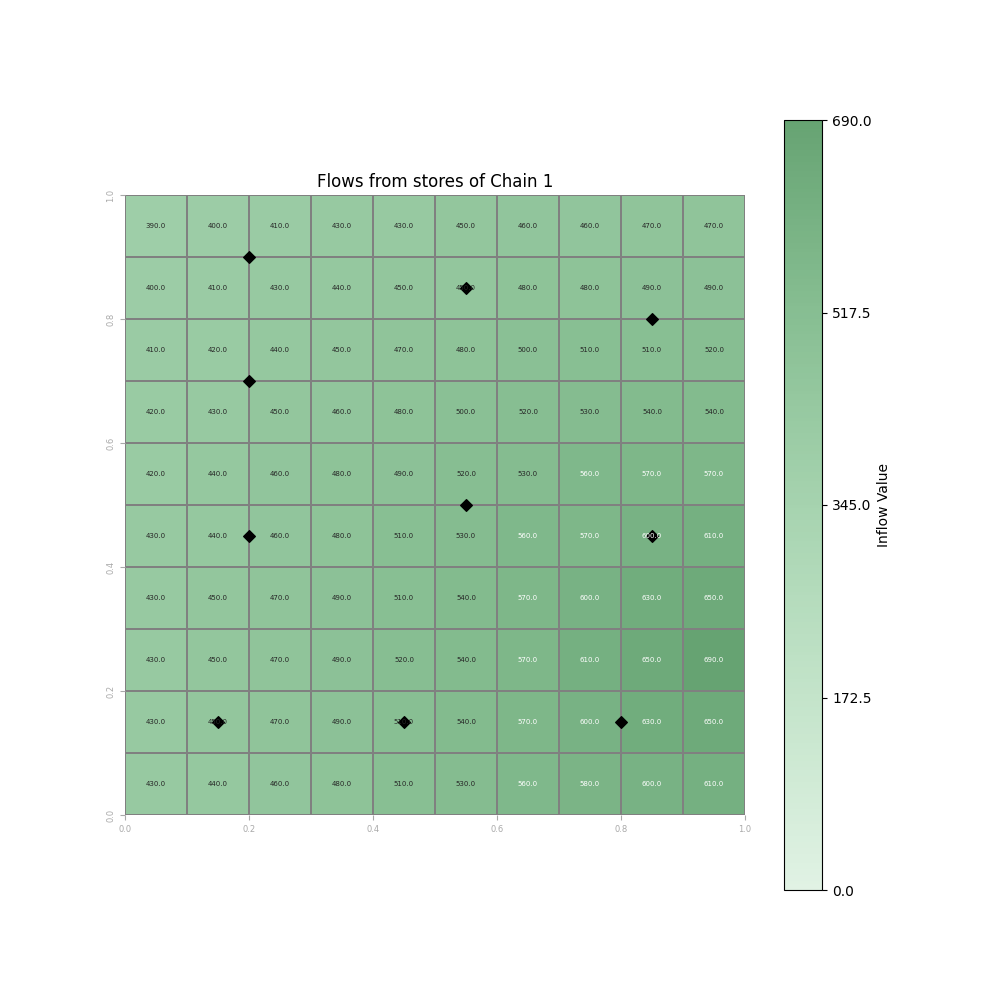 Flows from stores of Chain 1
1.0 390.0 400.0 410.0 430.0 430.0 450.0 460.0 460.0 470.0 470.0
400.0 410.0 430.0 440.0 450.0 480.0 480.0 490.0 490.0
0.8
410.0 420.0 440.0 450.0 470.0 480.0 500.0 510.0 510.0 520.0
420.0 430.0 450.0 460.0 480.0 500.0 520.0 530.0 540.0 540.0
0.6
420.0 440.0 460.0 480.0 490.0 520.0 530.0 560.0 570.0 570.0
430.0 440.0 460.0 480.0 510.0 530.0 560.0 570.0 600.0 610.0
0.4
430.0 450.0 470.0 490.0 510.0 540.0 570.0 600.0 630.0 650.0
430.0 450.0 470.0 490.0 520.0 540.0 570.0 610.0 650.0 690.0
0.2
430.0 470.0 490.0 540.0 570.0 600.0 630.0 650.0
430.0 440.0 460.0 480.0 510.0 530.0 560.0 580.0 600.0 610.0
0.0
0.0 0.2 0.4 0.6 0.8 1.0
690.0
517.5
345.0
172.5
0.0
Inflow Value